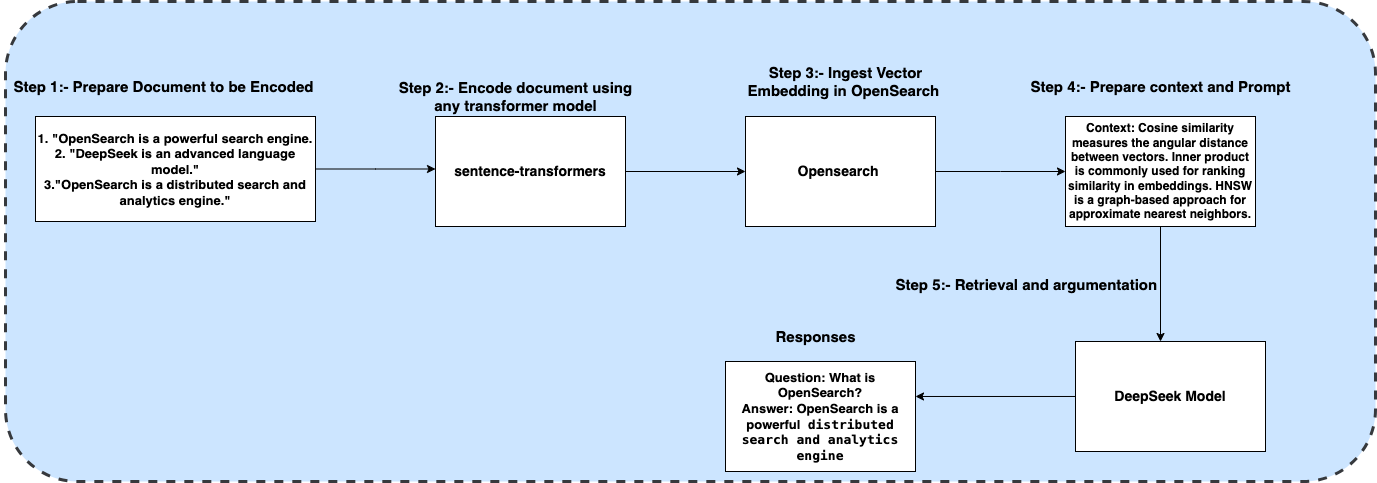 Step 1:- Prepare Document to be Encoded
1. "OpenSearch is a powerful search engine.
2. "DeepSeek is an advanced language
model."
3."OpenSearch is a distributed search and
analytics engine."
Step 2:- Encode document using
any transformer model
sentence-transformers
Step 3:- Ingest Vector
Embedding in OpenSearch
Opensearch
Step 4:- Prepare context and Prompt
Context: Cosine similarity
measures the angular distance
between vectors. Inner product
is commonly used for ranking
similarity in embeddings. HNSW
is a graph-based approach for
approximate nearest neighbors.
Step 5:- Retrieval and argumentation
DeepSeek Model
Responses
Question: What is
OpenSearch?
Answer: OpenSearch is a
powerful distributed
search and analytics
engine